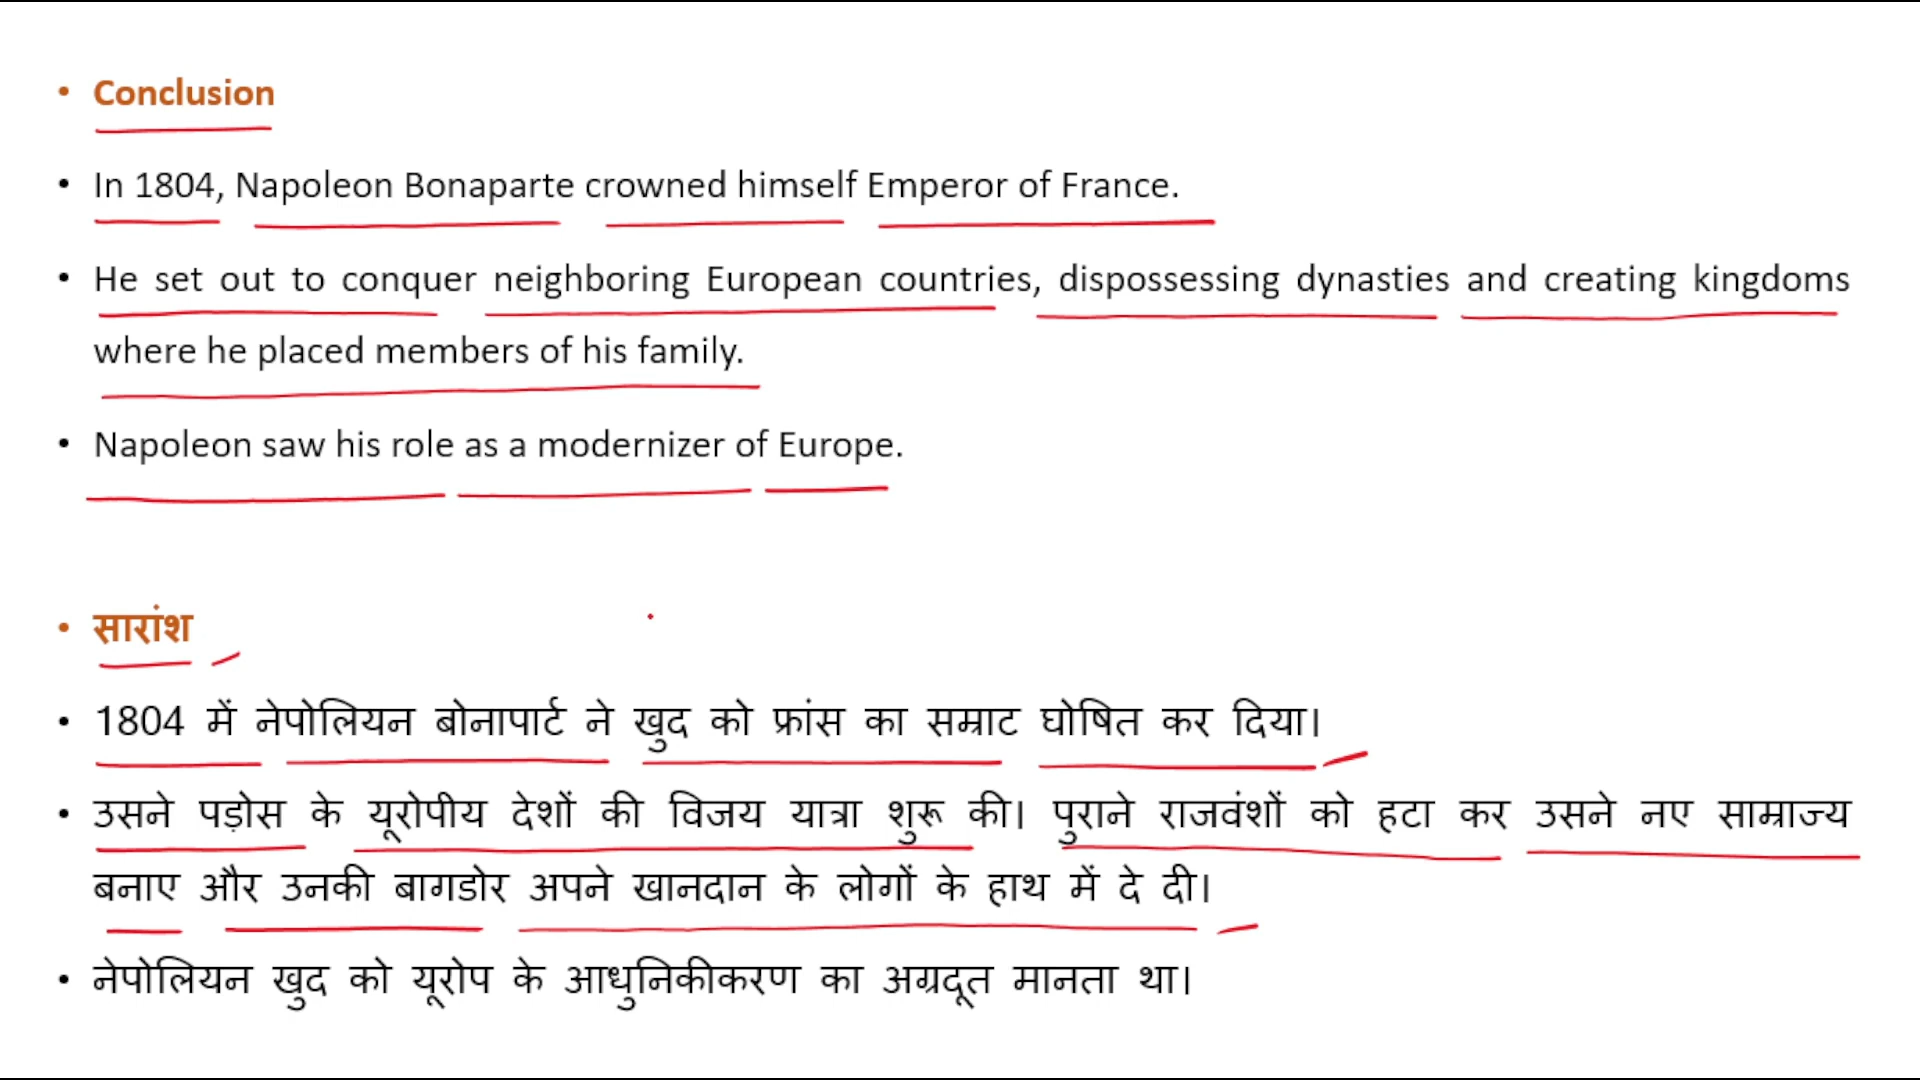 • Conclusion
• In 1804, Napoleon Bonaparte crowned himself Emperor of France.
• He set out to conquer neighboring European countries, dispossessing dynasties and creating kingdoms
where he placed members of his family.
• Napoleon saw his role as a modernizer of Europe.
• सारांश
• 1804 में नेपोलियन बोनापार्ट ने खुद को फ्रांस का सम्राट घोषित कर दिया।
• उसने पड़ोस के यूरोपीय देशों की विजय यात्रा शुरू की। पुराने राजवंशों को हटा कर उसने नए साम्राज्य
बनाए और उनकी बागडोर अपने खानदान के लोगों के हाथ में दे दी।
• नेपोलियन खुद को यूरोप के आधुनिकीकरण का अग्रदूत मानता था।